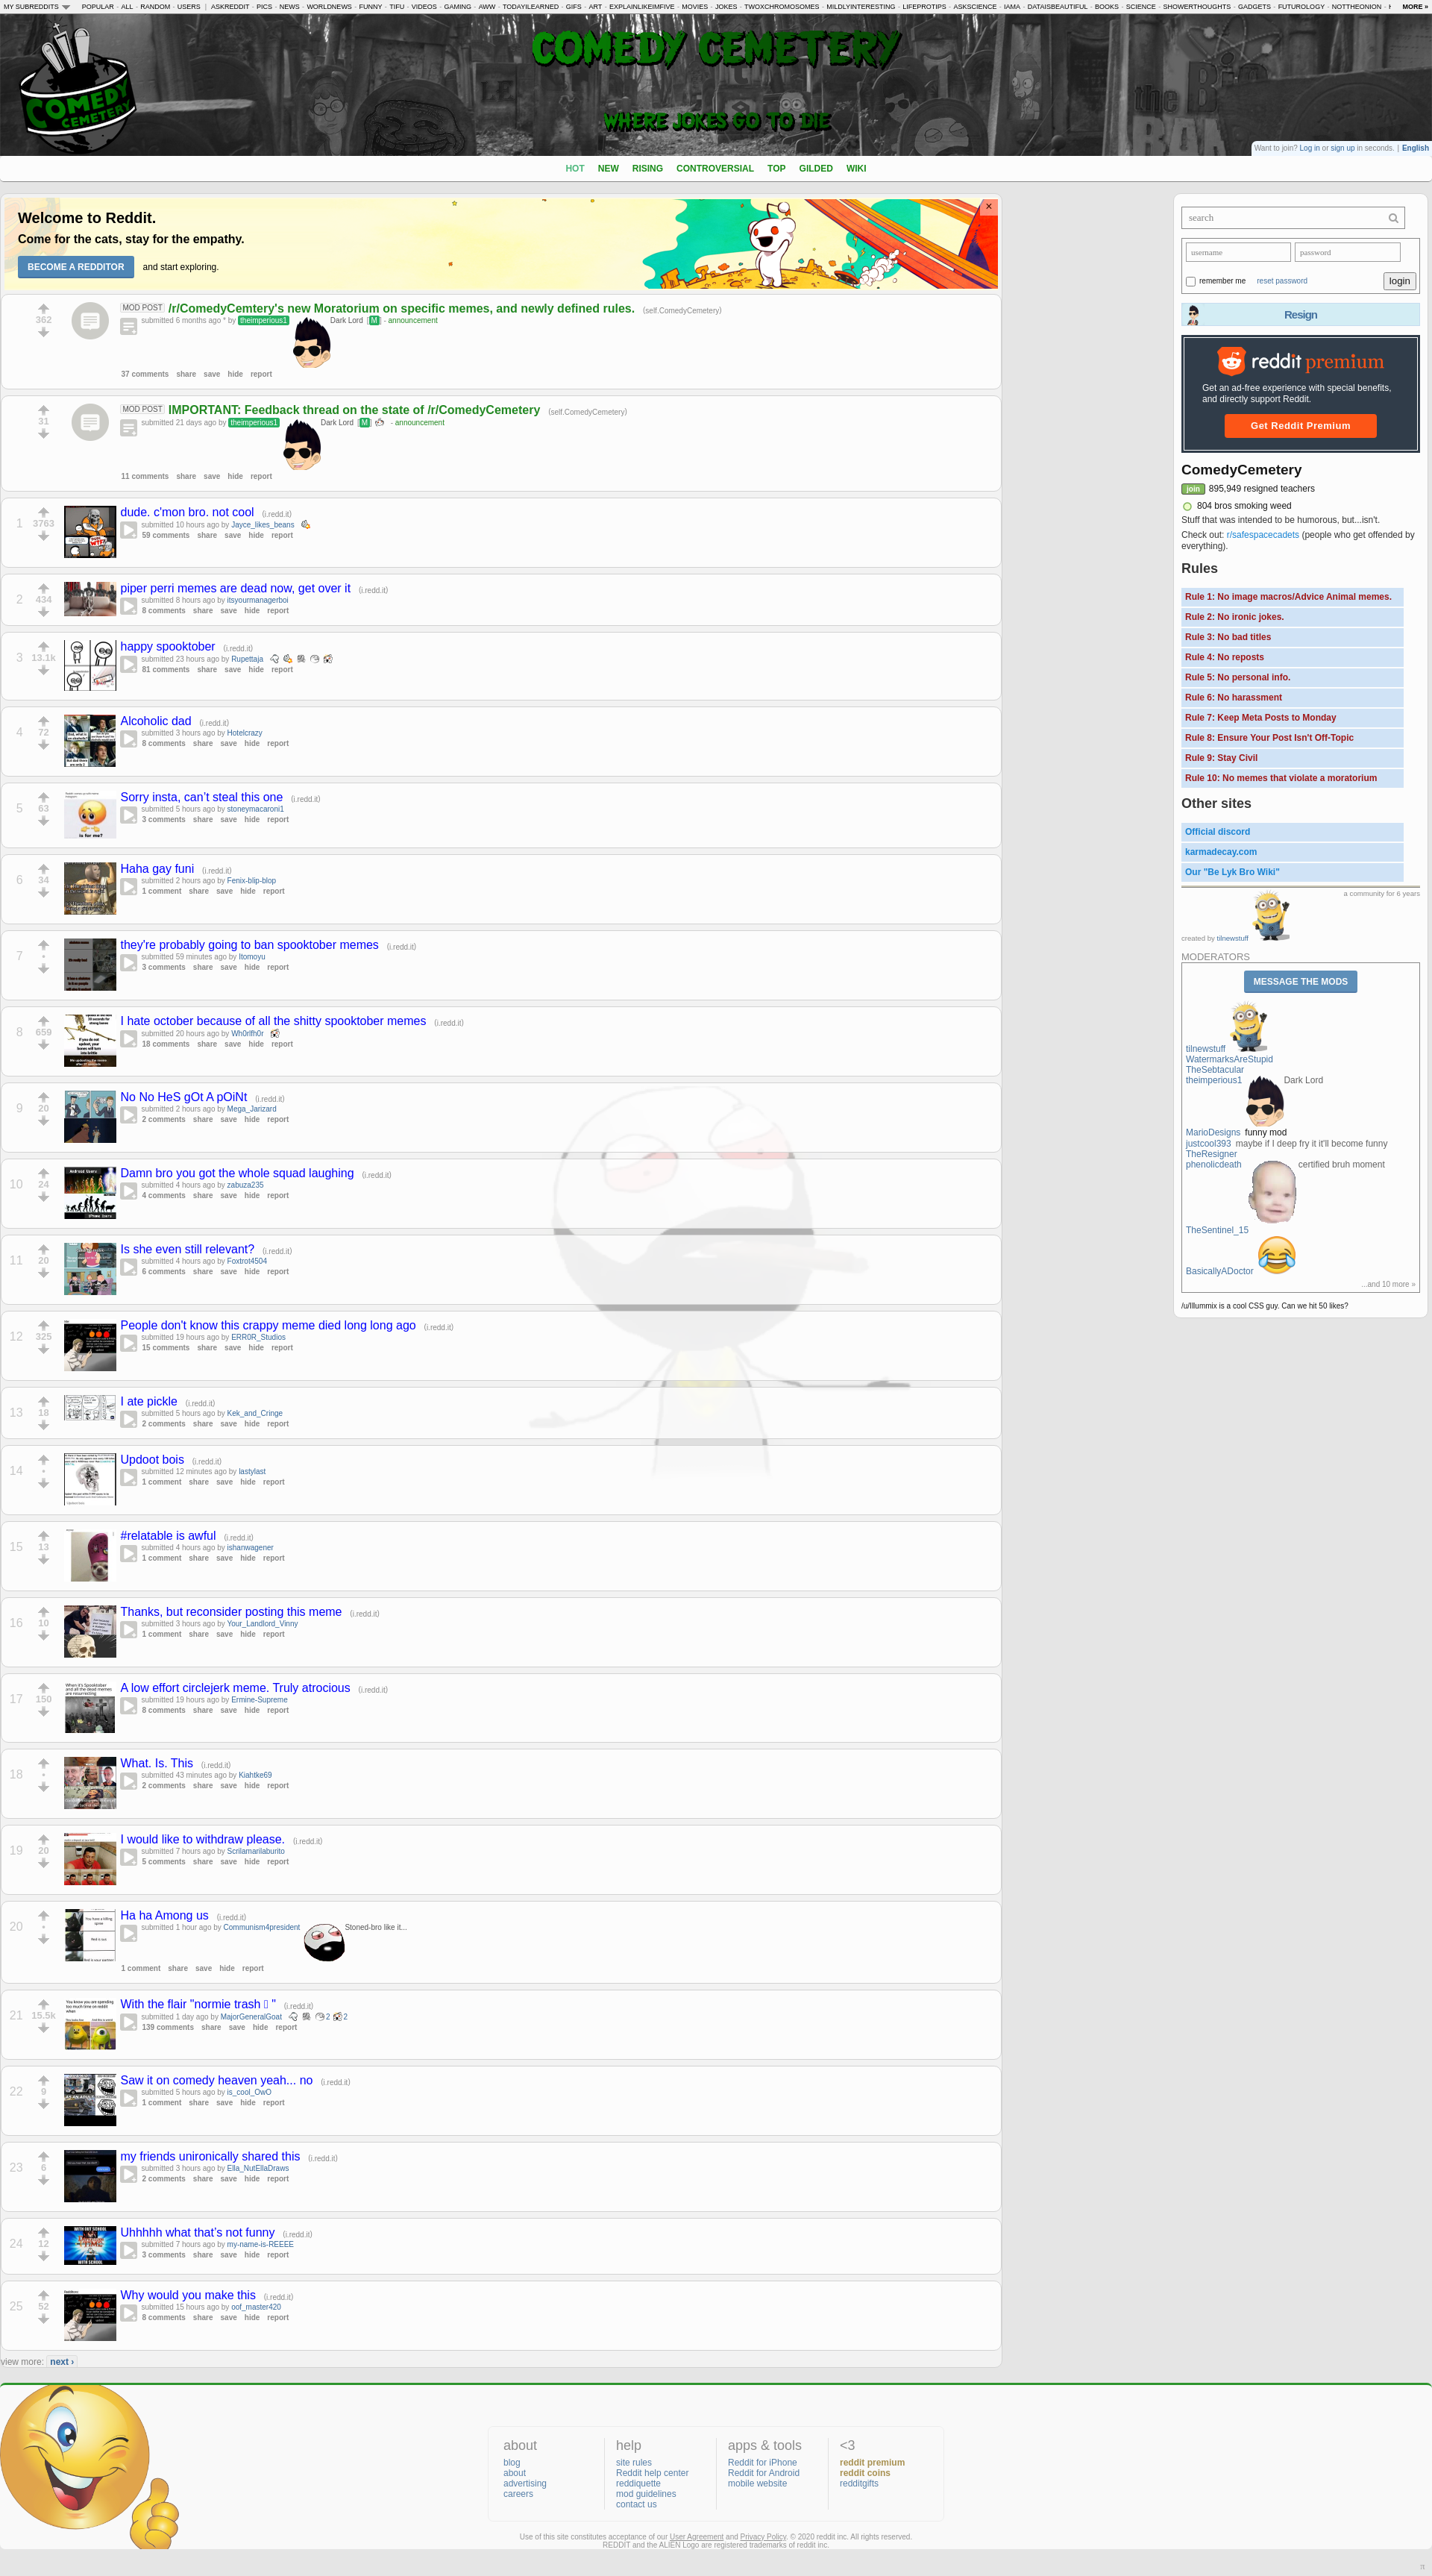 MY SUBREDDITS POPULAR - ALL - RANDOM - USERS | ASKREDDIT - PICS - NEWS - WORLDNEWS - FUNNY - TIFU - VIDEOS - GAMING - AWW - TODAYILEARNED - GIFS - ART - EXPLAINLIKEIMFIVE - MOVIES - JOKES - TWOXCHROMOSOMES - MILDLYINTERESTING - LIFEPROTIPS - ASKSCIENCE - IAMA - DATAISBEAUTIFUL - BOOKS - SCIENCE - SHOWERTHOUGHTS - GADGETS - FUTUROLOGY - NOTTHEONION - MORE »
COMEDY CEMETERY
COMEDY CEMETERY
WHERE JOKES GO TO DIE
Want to join? Log in or sign up in seconds. | English
HOT NEW RISING CONTROVERSIAL TOP GILDED WIKI
Welcome to Reddit.
Come for the cats, stay for the empathy.
BECOME A REDDITOR and start exploring.
×
362
MOD POST /r/ComedyCemtery's new Moratorium on specific memes, and newly defined rules. (self.ComedyCemetery)
submitted 6 months ago * by theimperious1 Dark Lord [M] - announcement
37 comments share save hide report
31
MOD POST IMPORTANT: Feedback thread on the state of /r/ComedyCemetery (self.ComedyCemetery)
submitted 21 days ago by theimperious1 Dark Lord [M] - announcement
11 comments share save hide report
1 3763 dude. c'mon bro. not cool (i.redd.it)
submitted 10 hours ago by Jayce_likes_beans
59 comments share save hide report
2 434 piper perri memes are dead now, get over it (i.redd.it)
submitted 8 hours ago by itsyourmanagerboi
8 comments share save hide report
3 13.1k happy spooktober (i.redd.it)
submitted 23 hours ago by Rupettaja
81 comments share save hide report
4 72 Alcoholic dad (i.redd.it)
submitted 3 hours ago by Hotelcrazy
8 comments share save hide report
5 63 Sorry insta, can’t steal this one (i.redd.it)
submitted 5 hours ago by stoneymacaroni1
3 comments share save hide report
is for me?
6 34 Haha gay funi (i.redd.it)
submitted 2 hours ago by Fenix-blip-blop
1 comment share save hide report
7 • they're probably going to ban spooktober memes (i.redd.it)
submitted 59 minutes ago by Itomoyu
3 comments share save hide report
8 659 I hate october because of all the shitty spooktober memes (i.redd.it)
submitted 20 hours ago by Wh0rlfh0r
18 comments share save hide report
9 20 No No HeS gOt A pOiNt (i.redd.it)
submitted 2 hours ago by Mega_Jarizard
2 comments share save hide report
10 24 Damn bro you got the whole squad laughing (i.redd.it)
submitted 4 hours ago by zabuza235
4 comments share save hide report
11 20 Is she even still relevant? (i.redd.it)
submitted 4 hours ago by Foxtrot4504
6 comments share save hide report
12 325 People don't know this crappy meme died long long ago (i.redd.it)
submitted 19 hours ago by ERR0R_Studios
15 comments share save hide report
13 18 I ate pickle (i.redd.it)
submitted 5 hours ago by Kek_and_Cringe
2 comments share save hide report
14 • Updoot bois (i.redd.it)
submitted 12 minutes ago by lastylast
1 comment share save hide report
15 13 #relatable is awful (i.redd.it)
submitted 4 hours ago by ishanwagener
1 comment share save hide report
16 10 Thanks, but reconsider posting this meme (i.redd.it)
submitted 3 hours ago by Your_Landlord_Vinny
1 comment share save hide report
17 150 A low effort circlejerk meme. Truly atrocious (i.redd.it)
submitted 19 hours ago by Ermine-Supreme
8 comments share save hide report
18 • What. Is. This (i.redd.it)
submitted 43 minutes ago by Kiahtke69
2 comments share save hide report
19 20 I would like to withdraw please. (i.redd.it)
submitted 7 hours ago by Scrilamarilaburito
5 comments share save hide report
20 • Ha ha Among us (i.redd.it)
submitted 1 hour ago by Communism4president Stoned-bro like it...
1 comment share save hide report
21 15.5k With the flair "normie trash ▯ " (i.redd.it)
submitted 1 day ago by MajorGeneralGoat 2 2
139 comments share save hide report
22 9 Saw it on comedy heaven yeah... no (i.redd.it)
submitted 5 hours ago by is_cool_OwO
1 comment share save hide report
23 6 my friends unironically shared this (i.redd.it)
submitted 3 hours ago by Ella_NutEllaDraws
2 comments share save hide report
24 12 Uhhhhh what that’s not funny (i.redd.it)
submitted 7 hours ago by my-name-is-REEEE
3 comments share save hide report
25 52 Why would you make this (i.redd.it)
submitted 15 hours ago by oof_master420
8 comments share save hide report
view more: next ›
search
username password
remember me reset password login
Resign
reddit premium
Get an ad-free experience with special benefits, and directly support Reddit.
Get Reddit Premium
ComedyCemetery
join 895,949 resigned teachers
804 bros smoking weed
Stuff that was intended to be humorous, but...isn't.
Check out: r/safespacecadets (people who get offended by everything).
Rules
Rule 1: No image macros/Advice Animal memes.
Rule 2: No ironic jokes.
Rule 3: No bad titles
Rule 4: No reposts
Rule 5: No personal info.
Rule 6: No harassment
Rule 7: Keep Meta Posts to Monday
Rule 8: Ensure Your Post Isn't Off-Topic
Rule 9: Stay Civil
Rule 10: No memes that violate a moratorium
Other sites
Official discord
karmadecay.com
Our "Be Lyk Bro Wiki"
a community for 6 years
created by tilnewstuff
MODERATORS
MESSAGE THE MODS
tilnewstuff
WatermarksAreStupid
TheSebtacular
theimperious1 Dark Lord
MarioDesigns funny mod
justcool393 maybe if I deep fry it it'll become funny
TheResigner
phenolicdeath certified bruh moment
TheSentinel_15
BasicallyADoctor
...and 10 more »
/u/Illummix is a cool CSS guy. Can we hit 50 likes?
about
blog
about
advertising
careers
help
site rules
Reddit help center
reddiquette
mod guidelines
contact us
apps & tools
Reddit for iPhone
Reddit for Android
mobile website
<3
reddit premium
reddit coins
redditgifts
Use of this site constitutes acceptance of our User Agreement and Privacy Policy. © 2020 reddit inc. All rights reserved.
REDDIT and the ALIEN Logo are registered trademarks of reddit inc.
π